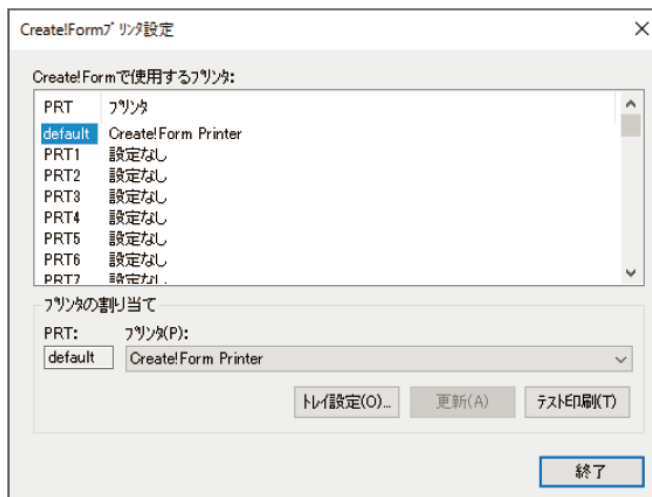 Create!Formﾌﾟﾘﾝﾀ設定
Create!Formで使用するﾌﾟﾘﾝﾀ:
PRT ﾌﾟﾘﾝﾀ
default Create!Form Printer
PRT1 設定なし
PRT2 設定なし
PRT3 設定なし
PRT4 設定なし
PRT5 設定なし
PRT6 設定なし
PRT7 設定なし
ﾌﾟﾘﾝﾀの割り当て
PRT: ﾌﾟﾘﾝﾀ(P):
default Create!Form Printer
ﾄﾚｲ設定(O)... 更新(A) ﾃｽﾄ印刷(T)
終了